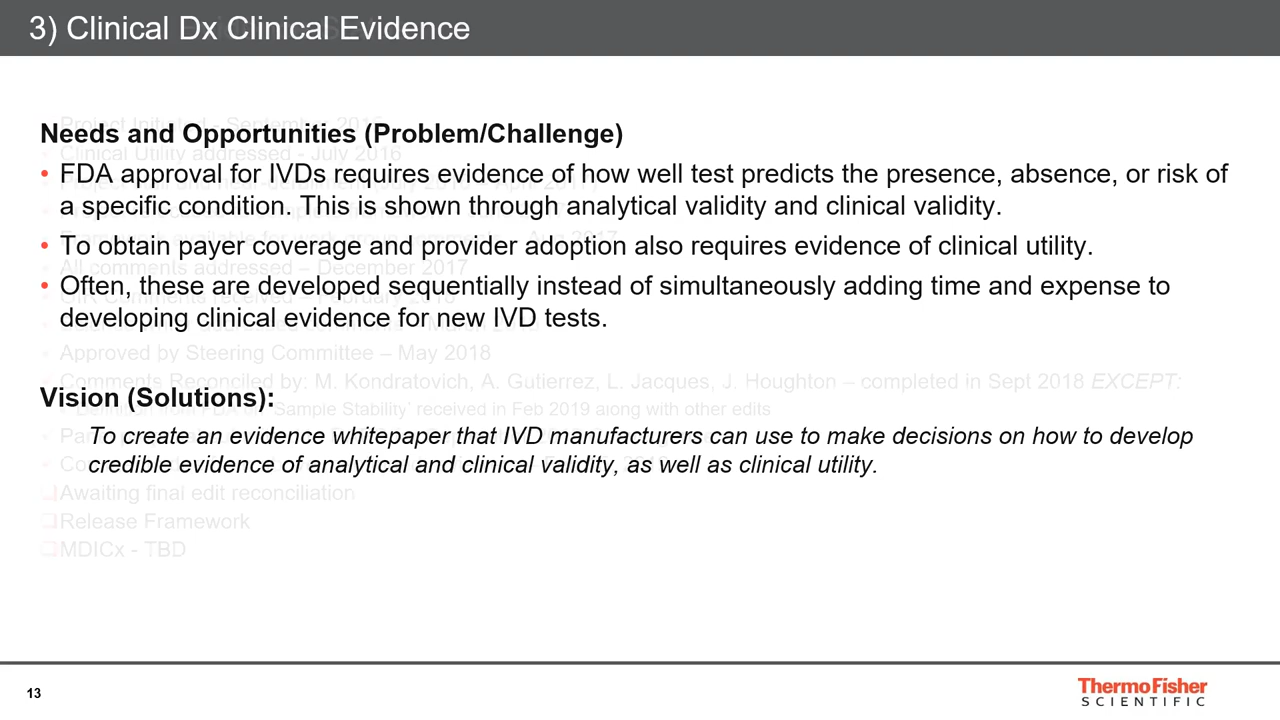 3) Clinical Dx Clinical Evidence
Project Initiated - September 2015
Needs and Opportunities (Problem/Challenge)
Clinical Utility addressed - July 2016
• FDA approval for IVDs requires evidence of how well test predicts the presence, absence, or risk of
a specific condition. This is shown through analytical validity and clinical validity.
• To obtain payer coverage and provider adoption also requires evidence of clinical utility.
All comments addressed – December 2017
• Often, these are developed sequentially instead of simultaneously adding time and expense to
developing clinical evidence for new IVD tests.
Approved by Steering Committee – May 2018
Comments Reconciled by: M. Kondratovich, A. Gutierrez, L. Jacques, J. Houghton – completed in Sept 2018 EXCEPT:
Vision (Solutions):
'Sample Stability' received in Feb 2019 along with other edits
To create an evidence whitepaper that IVD manufacturers can use to make decisions on how to develop
credible evidence of analytical and clinical validity, as well as clinical utility.
Awaiting final edit reconciliation
Release Framework
MDICx - TBD
13
ThermoFisher
SCIENTIFIC